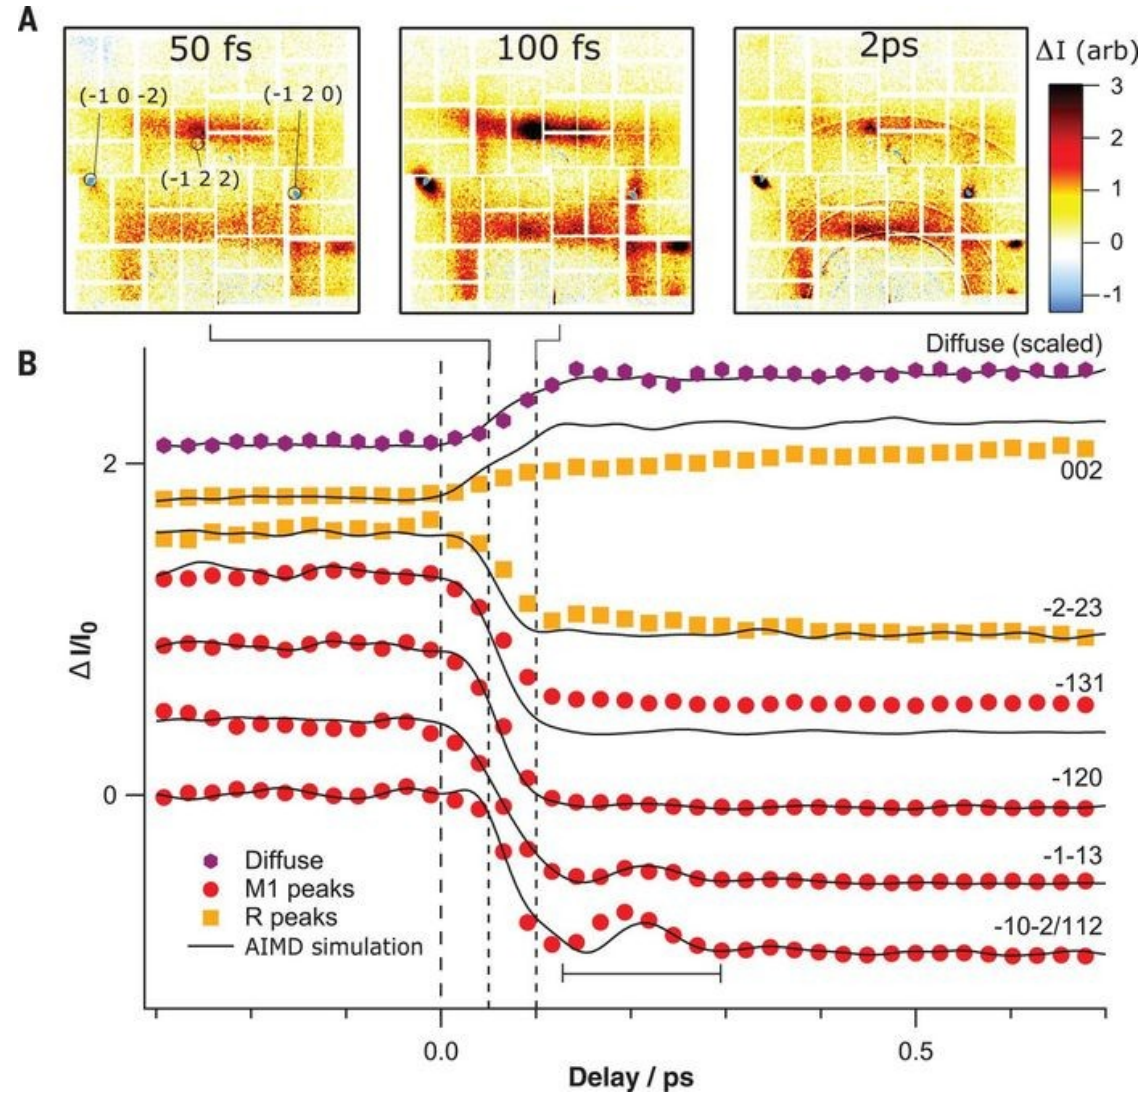 A
50 fs
100 fs
2ps
ΔI (arb)
(-1 0 -2)
(-1 2 0)
(-1 2 2)
3
2
1
0
-1
B
Diffuse (scaled)
002
-2-23
-131
-120
-1-13
-10-2/112
2
0
Δ I/I0
Diffuse
M1 peaks
R peaks
AIMD simulation
0.0
0.5
Delay / ps